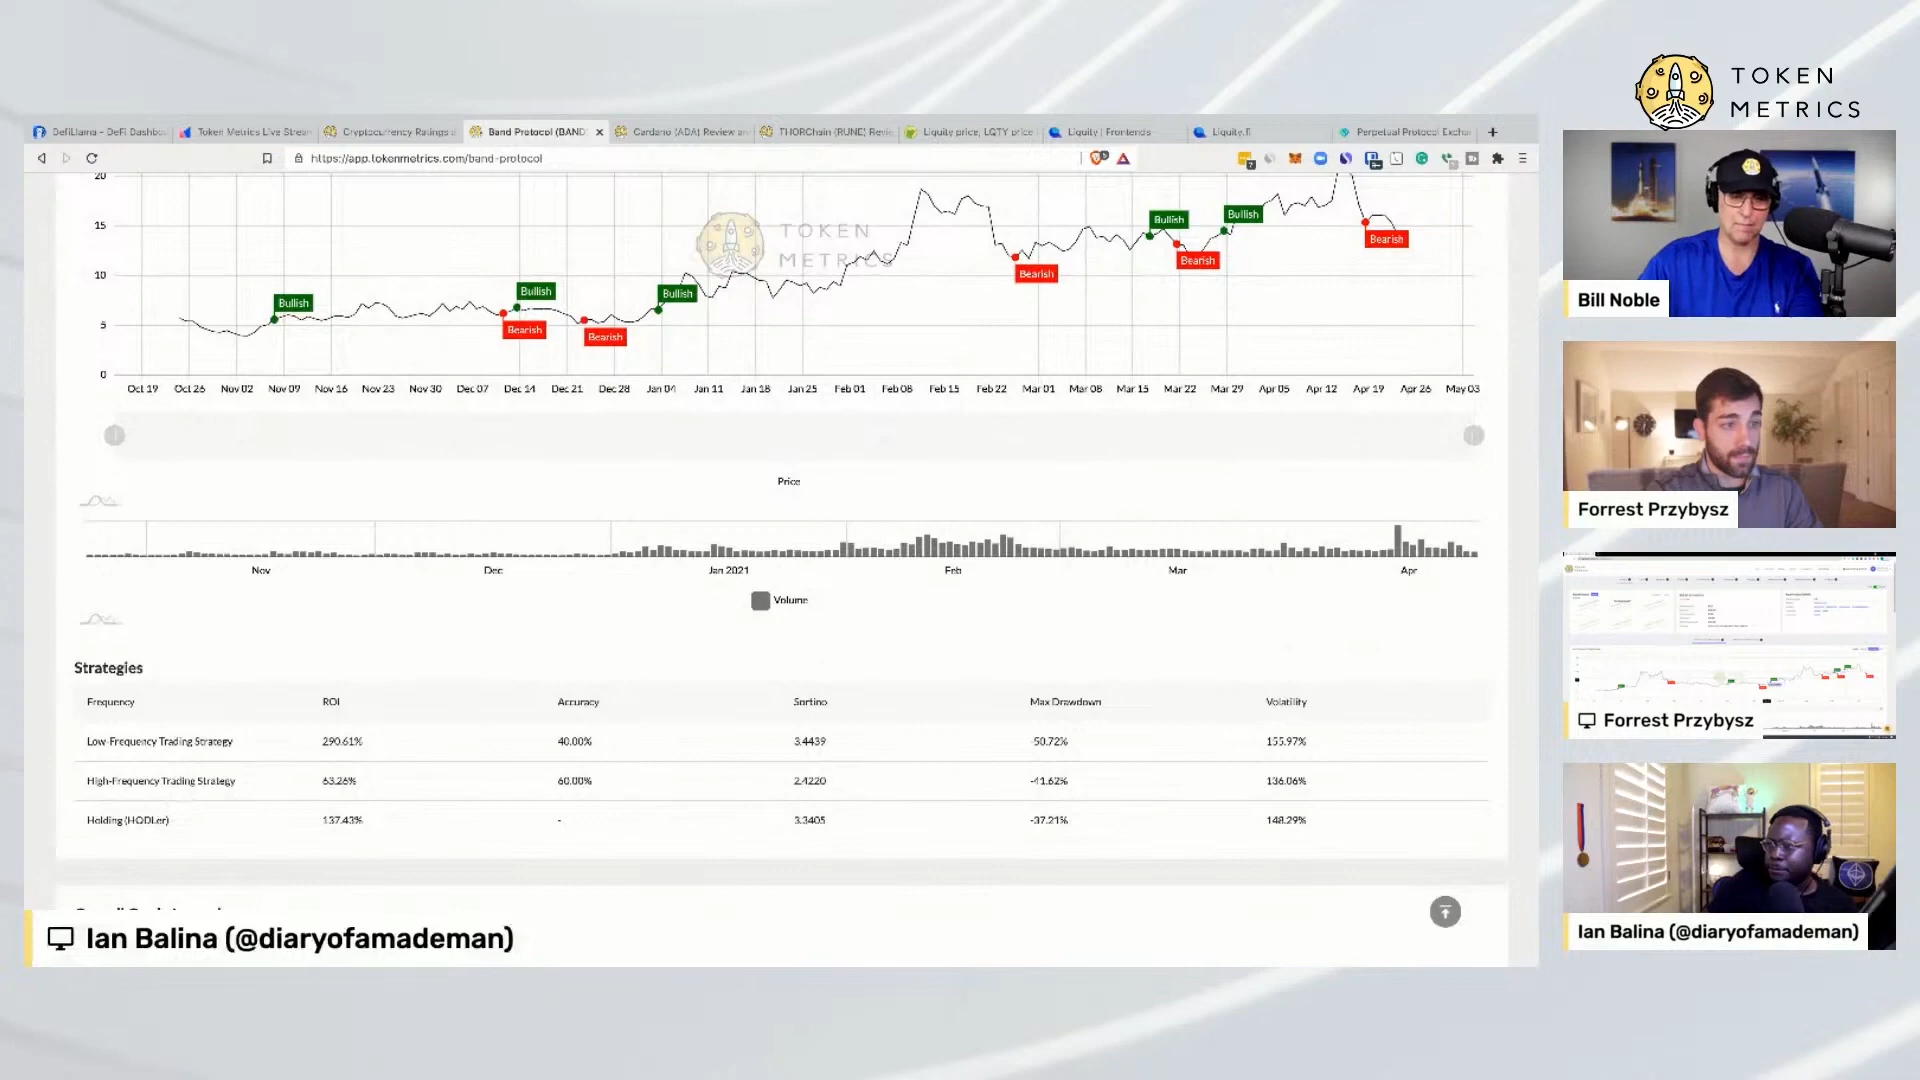 TOKEN
METRICS
DefiLlama - DeFi Dashbo
Token Metrics Live Stream
Cryptocurrency Ratings a
Band Protocol (BAND)
Cardano (ADA) Review an
THORChain (RUNE) Revie
Liquity price, LQTY price
Liquity | Frontends
Liquity.fi
Perpetual Protocol Excha
https://app.tokenmetrics.com/band-protocol
20
15
10
5
0
TOKEN
METRICS
Bullish
Bearish
Bullish
Bearish
Bullish
Bearish
Bullish
Bearish
Bullish
Bearish
Oct 19 Oct 26 Nov 02 Nov 09 Nov 16 Nov 23 Nov 30 Dec 07 Dec 14 Dec 21 Dec 28 Jan 04 Jan 11 Jan 18 Jan 25 Feb 01 Feb 08 Feb 15 Feb 22 Mar 01 Mar 08 Mar 15 Mar 22 Mar 29 Apr 05 Apr 12 Apr 19 Apr 26 May 03
Price
Nov Dec Jan 2021 Feb Mar Apr
Volume
Strategies
Frequency ROI Accuracy Sortino Max Drawdown Volatility
Low-Frequency Trading Strategy 290.61% 40.00% 3.4439 -50.72% 155.97%
High-Frequency Trading Strategy 63.26% 60.00% 2.4220 -41.62% 136.06%
Holding (HODLer) 137.43% - 3.3405 -37.21% 148.29%
Ian Balina (@diaryofamademan)
Bill Noble
Forrest Przybysz
Forrest Przybysz
Ian Balina (@diaryofamademan)